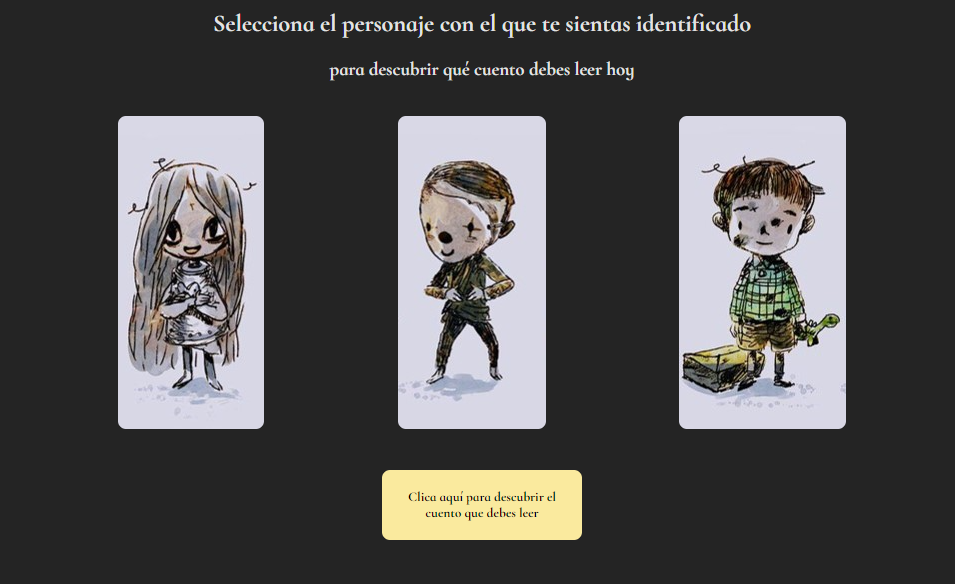 Selecciona el personaje con el que te sientas identificado
para descubrir qué cuento debes leer hoy
Clica aquí para descubrir el
cuento que debes leer